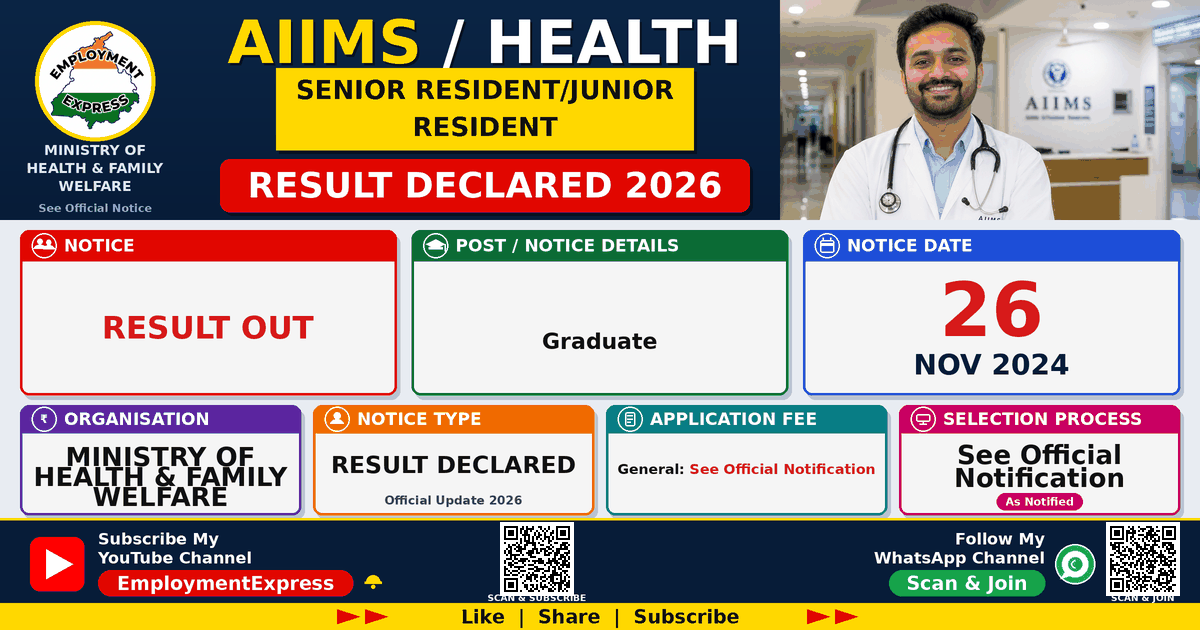 EMPLOYMENT
EXPRESS
MINISTRY OF
HEALTH & FAMILY
WELFARE
See Official Notice
AIIMS / HEALTH
SENIOR RESIDENT/JUNIOR
RESIDENT
RESULT DECLARED 2026
AIIMS
AIIMS
NOTICE
RESULT OUT
POST / NOTICE DETAILS
Graduate
NOTICE DATE
26
NOV 2024
₹ ORGANISATION
MINISTRY OF
HEALTH & FAMILY
WELFARE
NOTICE TYPE
RESULT DECLARED
Official Update 2026
APPLICATION FEE
General: See Official Notification
SELECTION PROCESS
See Official
Notification
As Notified
Subscribe My
YouTube Channel
EmploymentExpress
SCAN & SUBSCRIBE
Follow My
WhatsApp Channel
Scan & Join
SCAN & JOIN
Like | Share | Subscribe